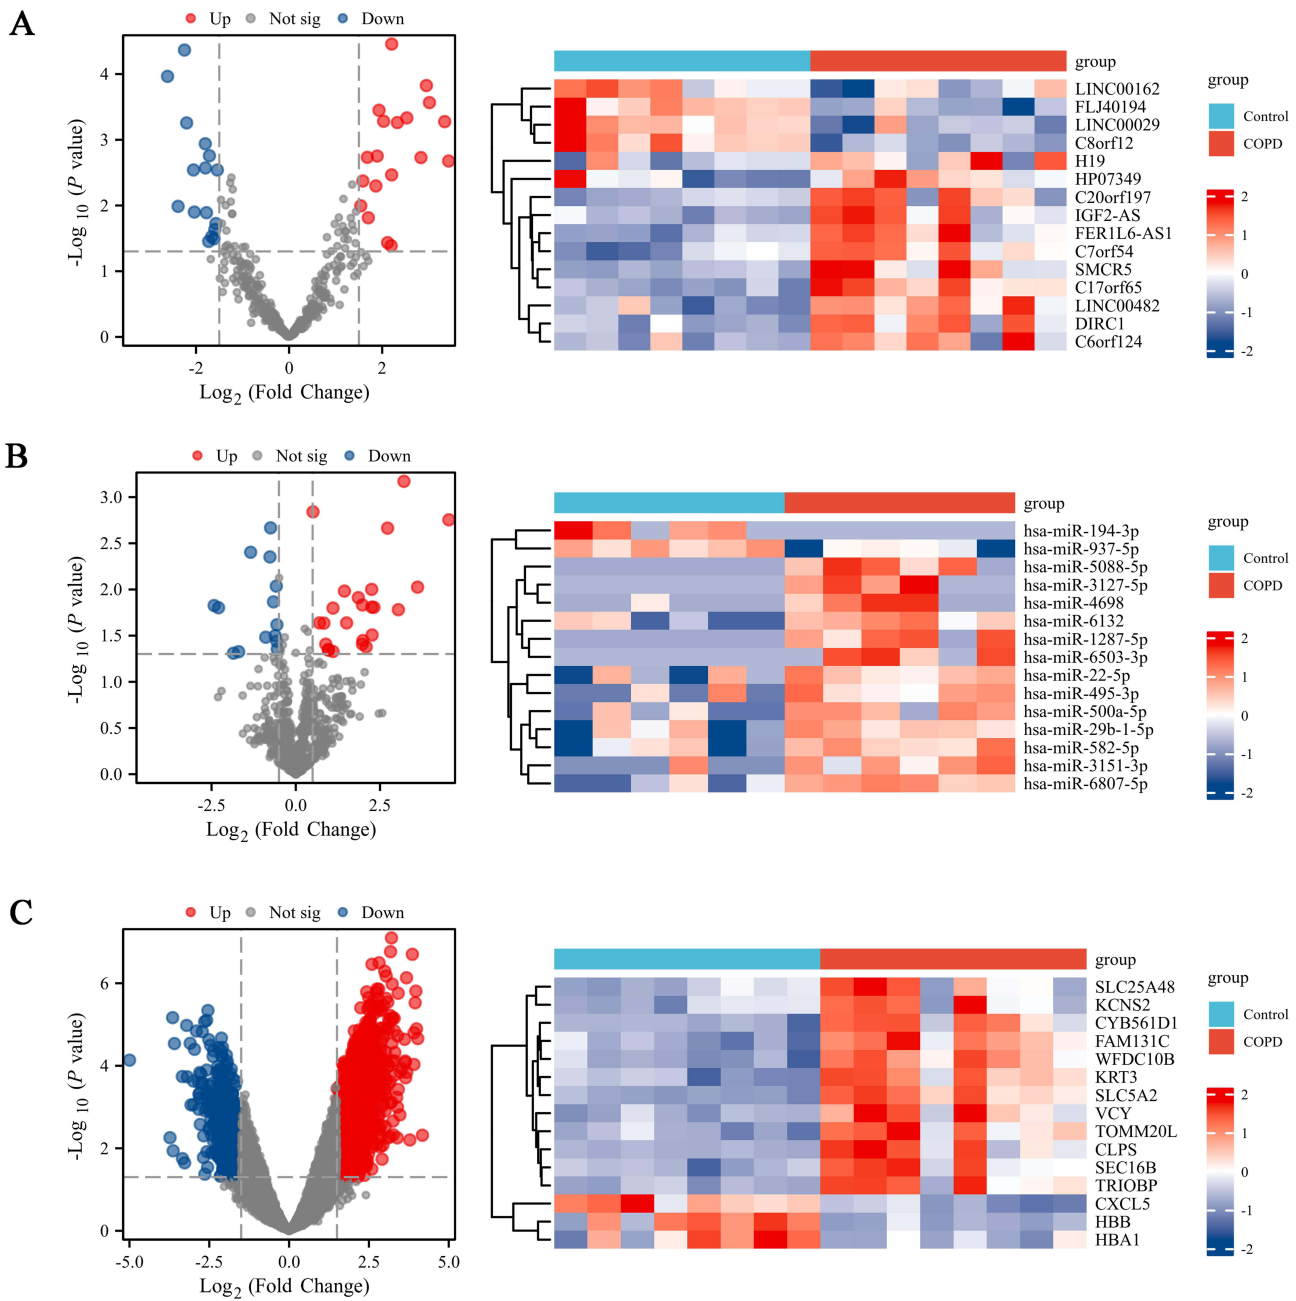 A
Up Not sig Down
4
3
2
1
0
-2 0 2
-Log 10 (P value)
Log2 (Fold Change)
group
LINC00162
FLJ40194
LINC00029
C8orf12
H19
HP07349
C20orf197
IGF2-AS
FER1L6-AS1
C7orf54
SMCR5
C17orf65
LINC00482
DIRC1
C6orf124
group
Control
COPD
2
1
0
-1
-2
B
Up Not sig Down
3.0
2.5
2.0
1.5
1.0
0.5
0.0
-2.5 0.0 2.5
-Log 10 (P value)
Log2 (Fold Change)
group
hsa-miR-194-3p
hsa-miR-937-5p
hsa-miR-5088-5p
hsa-miR-3127-5p
hsa-miR-4698
hsa-miR-6132
hsa-miR-1287-5p
hsa-miR-6503-3p
hsa-miR-22-5p
hsa-miR-495-3p
hsa-miR-500a-5p
hsa-miR-29b-1-5p
hsa-miR-582-5p
hsa-miR-3151-3p
hsa-miR-6807-5p
group
Control
COPD
2
1
0
-1
-2
C
Up Not sig Down
6
4
2
0
-5.0 -2.5 0.0 2.5 5.0
-Log 10 (P value)
Log2 (Fold Change)
group
SLC25A48
KCNS2
CYB561D1
FAM131C
WFDC10B
KRT3
SLC5A2
VCY
TOMM20L
CLPS
SEC16B
TRIOBP
CXCL5
HBB
HBA1
group
Control
COPD
2
1
0
-1
-2